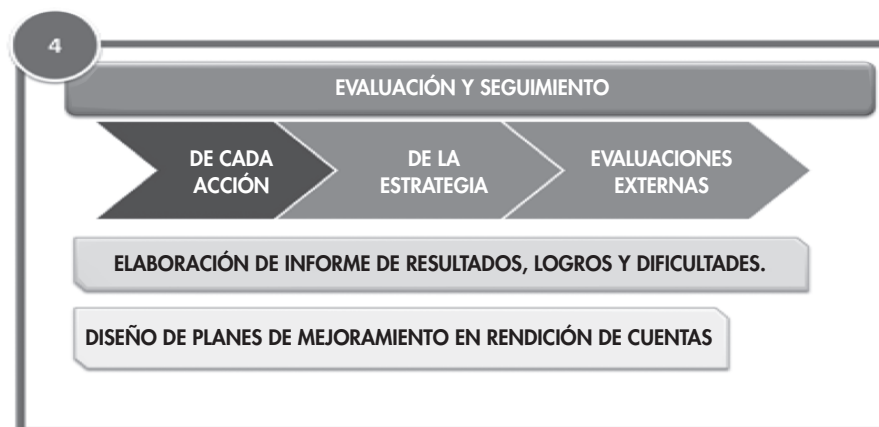 4
EVALUACIÓN Y SEGUIMIENTO
DE CADA
ACCIÓN
DE LA
ESTRATEGIA
EVALUACIONES
EXTERNAS
ELABORACIÓN DE INFORME DE RESULTADOS, LOGROS Y DIFICULTADES.
DISEÑO DE PLANES DE MEJORAMIENTO EN RENDICIÓN DE CUENTAS